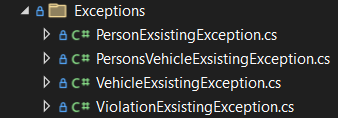 Exceptions
C# PersonExsistingException.cs
C# PersonsVehicleExsistingException.cs
C# VehicleExsistingException.cs
C# ViolationExsistingException.cs